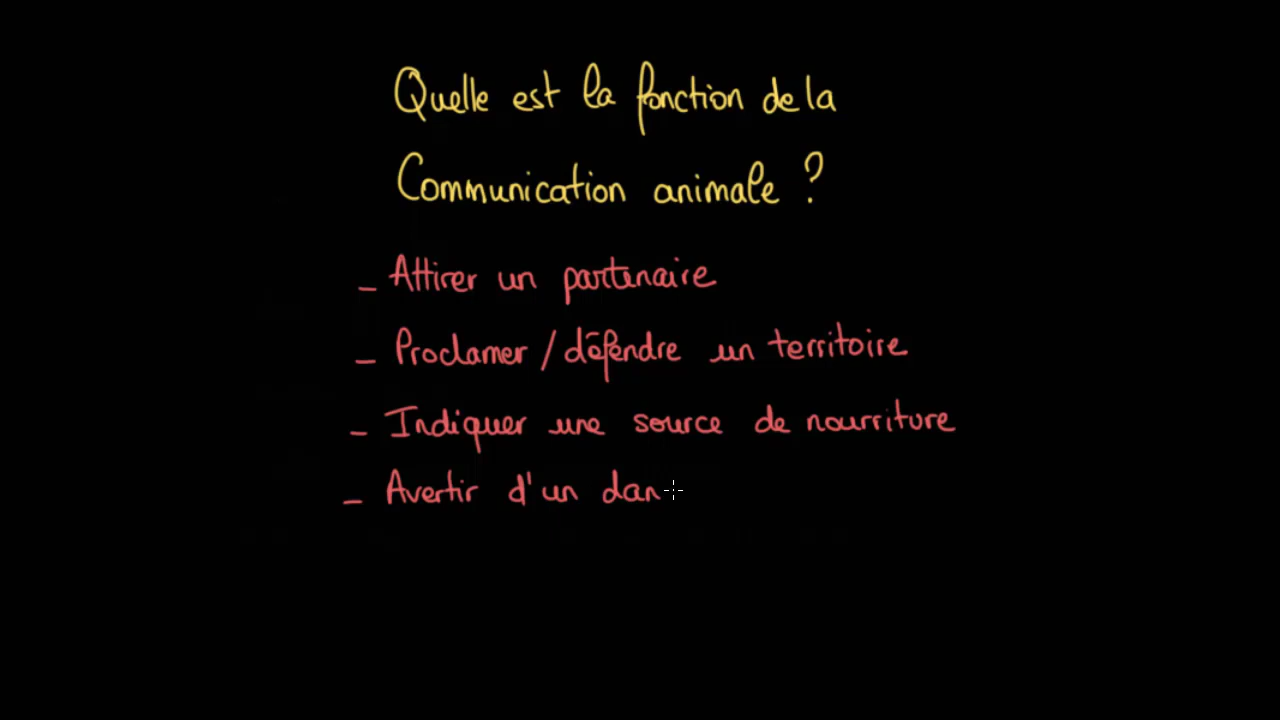 Quelle est la fonction de la
Communication animale ?
- Attirer un partenaire
- Proclamer / défendre un territoire
- Indiquer une source de nourriture
- Avertir d'un dan